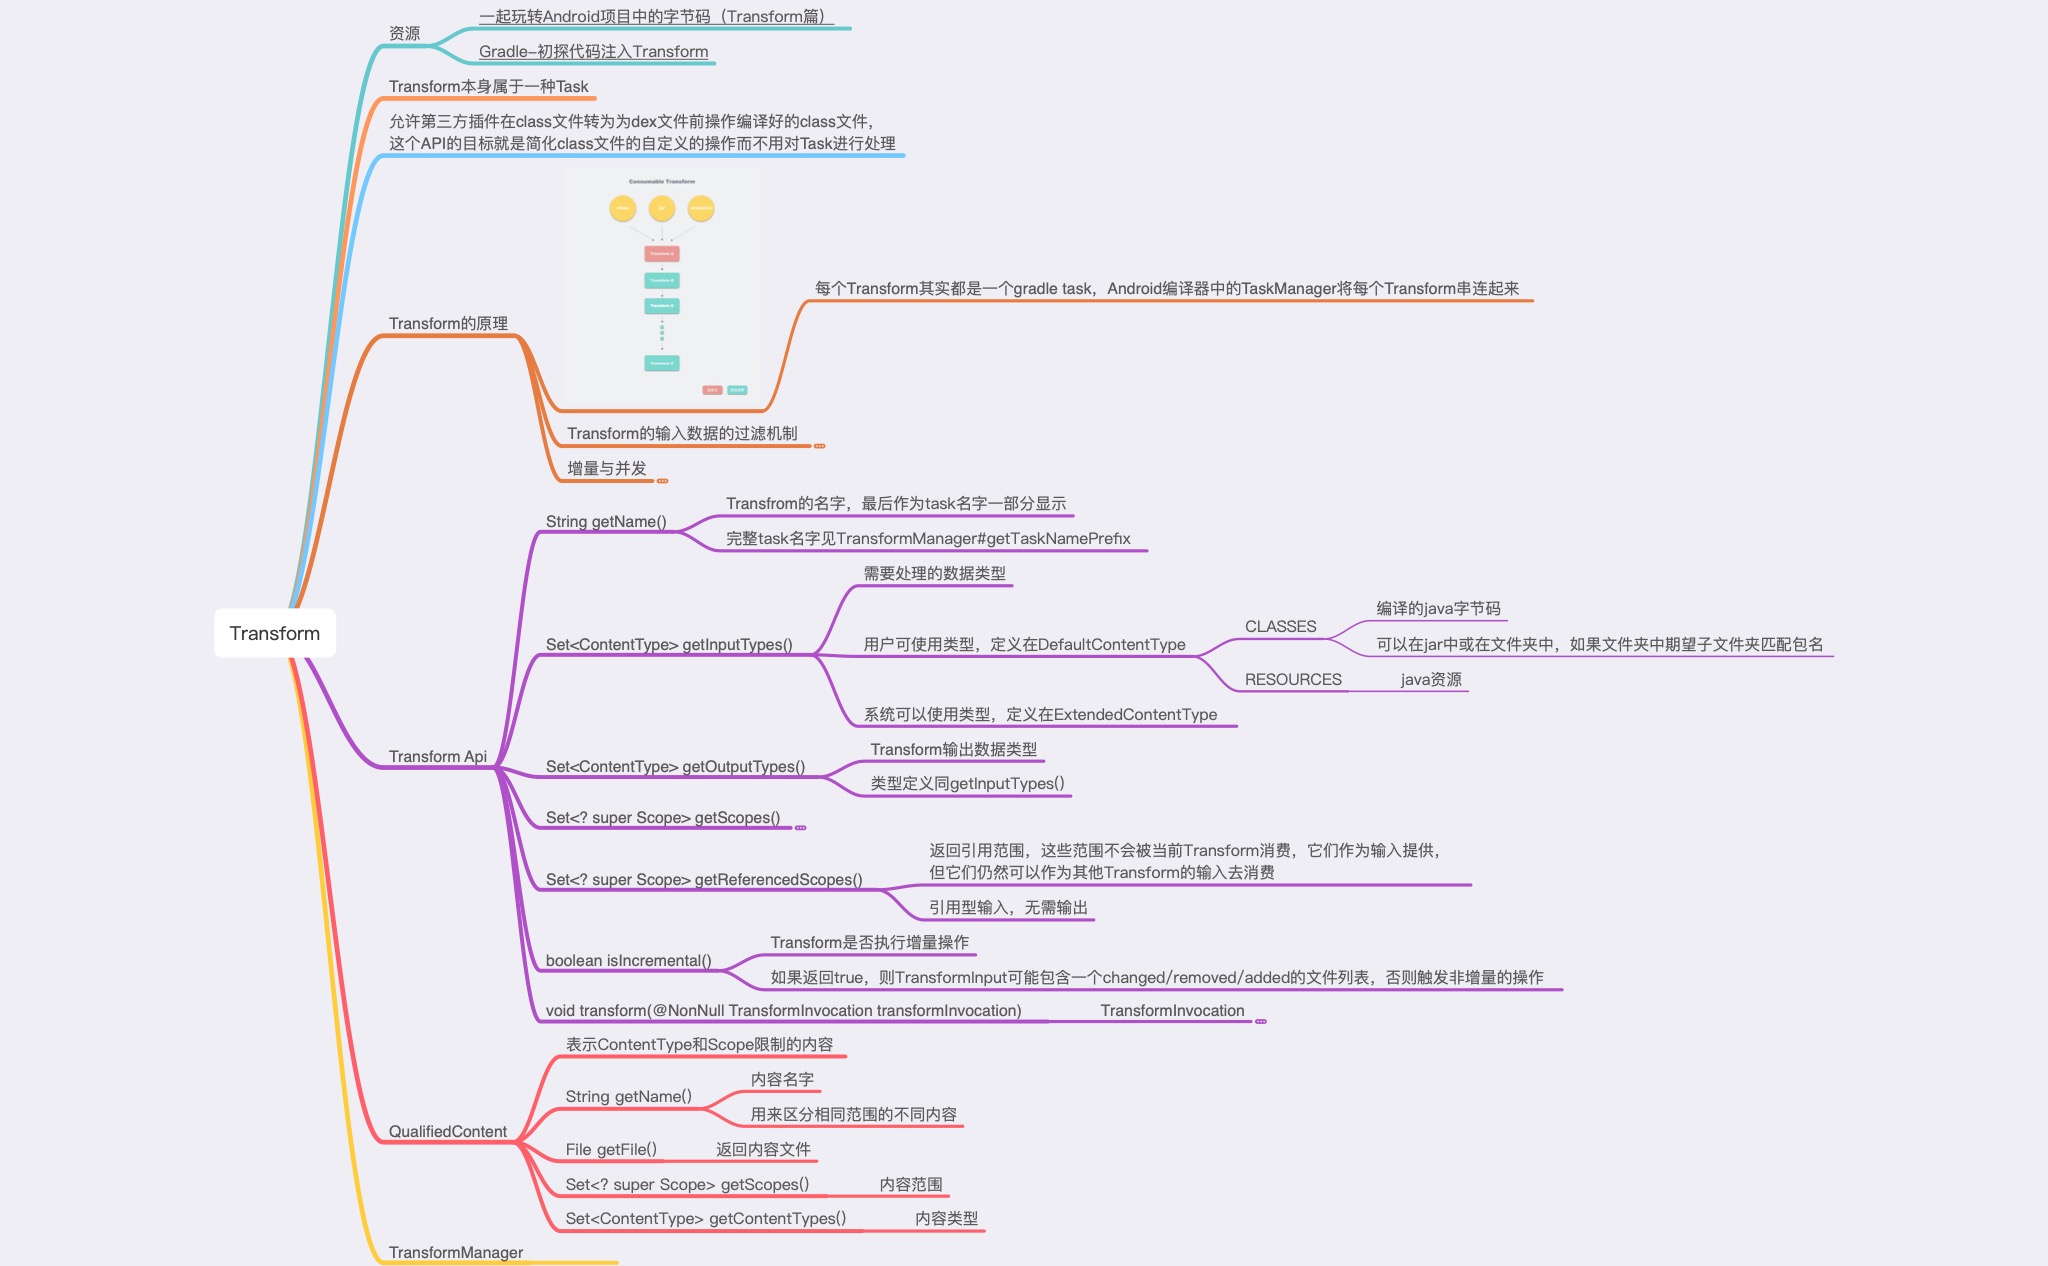 资源
一起玩转Android项目中的字节码（Transform篇）
Gradle-初探代码注入Transform
Transform本身属于一种Task
允许第三方插件在class文件转为为dex文件前操作编译好的class文件，
这个API的目标就是简化class文件的自定义的操作而不用对Task进行处理
Transform的原理
Consumable Transform
每个Transform其实都是一个gradle task，Android编译器中的TaskManager将每个Transform串连起来
Transform的输入数据的过滤机制
增量与并发
Transform
Transform Api
String getName()
Transfrom的名字，最后作为task名字一部分显示
完整task名字见TransformManager#getTaskNamePrefix
Set<ContentType> getInputTypes()
需要处理的数据类型
用户可使用类型，定义在DefaultContentType
CLASSES
编译的java字节码
可以在jar中或在文件夹中，如果文件夹中期望子文件夹匹配包名
RESOURCES
java资源
系统可以使用类型，定义在ExtendedContentType
Set<ContentType> getOutputTypes()
Transform输出数据类型
类型定义同getInputTypes()
Set<? super Scope> getScopes()
Set<? super Scope> getReferencedScopes()
返回引用范围，这些范围不会被当前Transform消费，它们作为输入提供，
但它们仍然可以作为其他Transform的输入去消费
引用型输入，无需输出
boolean isIncremental()
Transform是否执行增量操作
如果返回true，则TransformInput可能包含一个changed/removed/added的文件列表，否则触发非增量的操作
void transform(@NonNull TransformInvocation transformInvocation)
TransformInvocation
QualifiedContent
表示ContentType和Scope限制的内容
String getName()
内容名字
用来区分相同范围的不同内容
File getFile()
返回内容文件
Set<? super Scope> getScopes()
内容范围
Set<ContentType> getContentTypes()
内容类型
TransformManager